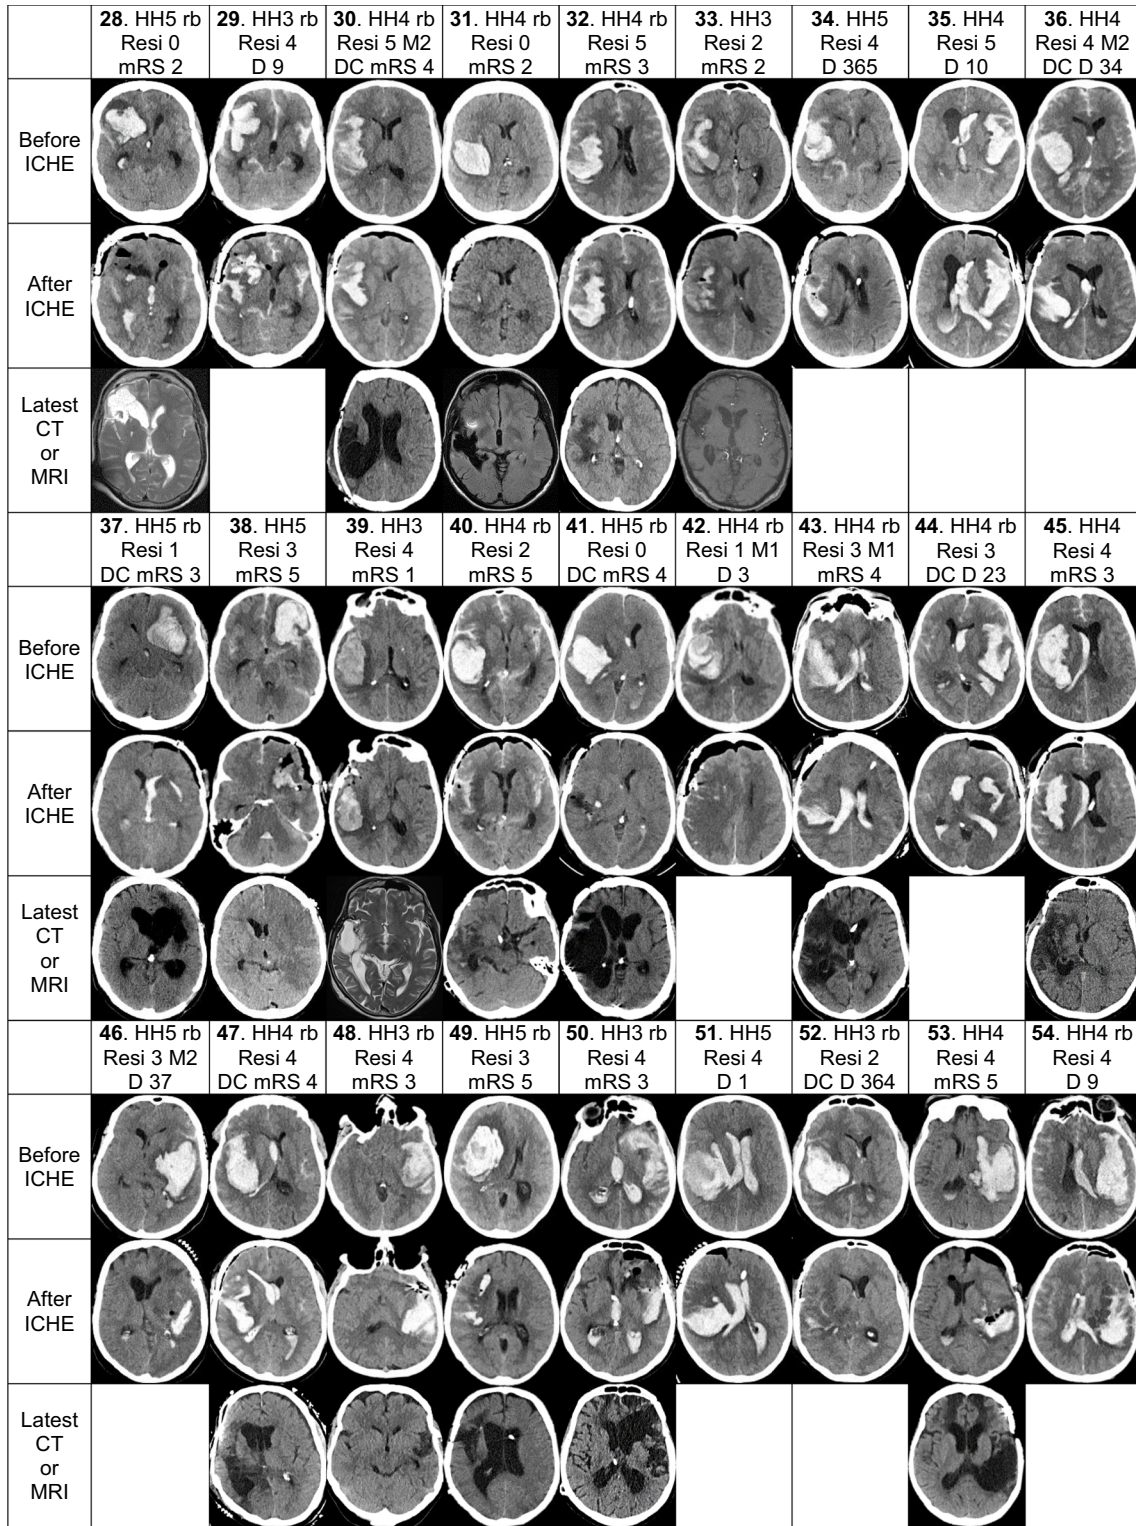 28. HH5 rb
Resi 0
mRS 2
29. HH3 rb
Resi 4
D 9
30. HH4 rb
Resi 5 M2
DC mRS 4
31. HH4 rb
Resi 0
mRS 2
32. HH4 rb
Resi 5
mRS 3
33. HH3
Resi 2
mRS 2
34. HH5
Resi 4
D 365
35. HH4
Resi 5
D 10
36. HH4
Resi 4 M2
DC D 34
Before
ICHE
After
ICHE
Latest
CT
or
MRI
37. HH5 rb
Resi 1
DC mRS 3
38. HH5
Resi 3
mRS 5
39. HH3
Resi 4
mRS 1
40. HH4 rb
Resi 2
mRS 5
41. HH5 rb
Resi 0
DC mRS 4
42. HH4 rb
Resi 1 M1
D 3
43. HH4 rb
Resi 3 M1
mRS 4
44. HH4 rb
Resi 3
DC D 23
45. HH4
Resi 4
mRS 3
Before
ICHE
After
ICHE
Latest
CT
or
MRI
46. HH5 rb
Resi 3 M2
D 37
47. HH4 rb
Resi 4
DC mRS 4
48. HH3 rb
Resi 4
mRS 3
49. HH5 rb
Resi 3
mRS 5
50. HH3 rb
Resi 4
mRS 3
51. HH5
Resi 4
D 1
52. HH3 rb
Resi 2
DC D 364
53. HH4
Resi 4
mRS 5
54. HH4 rb
Resi 4
D 9
Before
ICHE
After
ICHE
Latest
CT
or
MRI